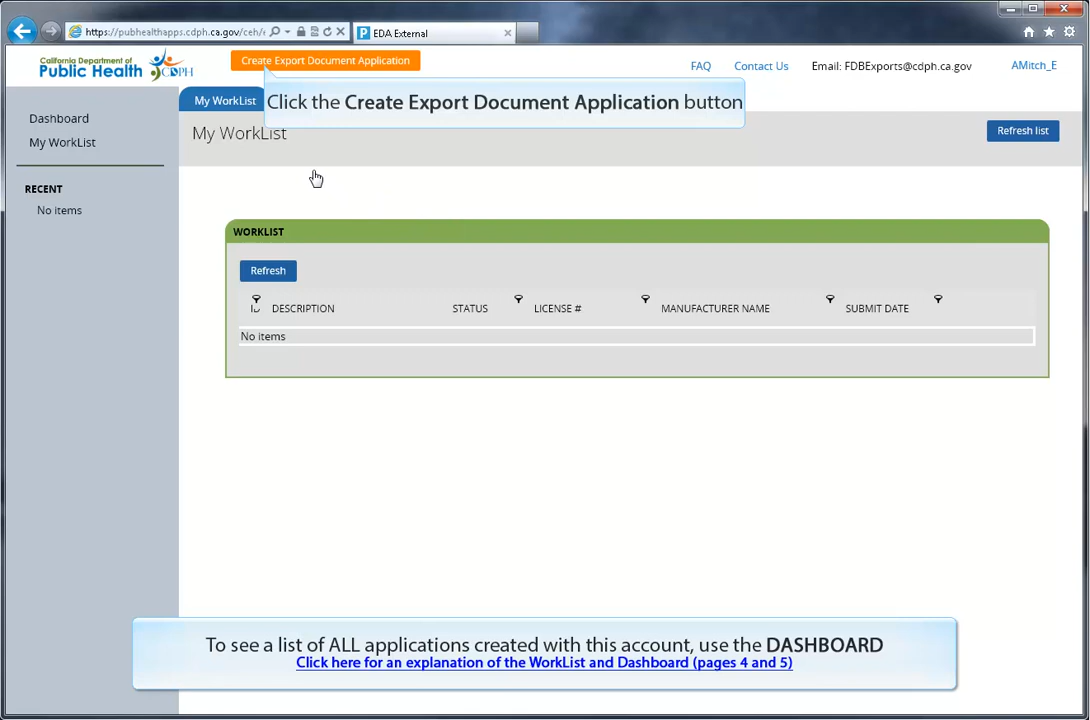 https://pubhealthapps.cdph.ca.gov/ceh/
EDA External
California Department of
Public Health
CDPH
Create Export Document Application
FAQ
Contact Us
Email: FDBExports@cdph.ca.gov
AMitch_E
Click the Create Export Document Application button
My WorkList
My WorkList
Refresh list
Dashboard
My WorkList
RECENT
No items
WORKLIST
Refresh
DESCRIPTION STATUS LICENSE # MANUFACTURER NAME SUBMIT DATE
No items
To see a list of ALL applications created with this account, use the DASHBOARD
Click here for an explanation of the WorkList and Dashboard (pages 4 and 5)